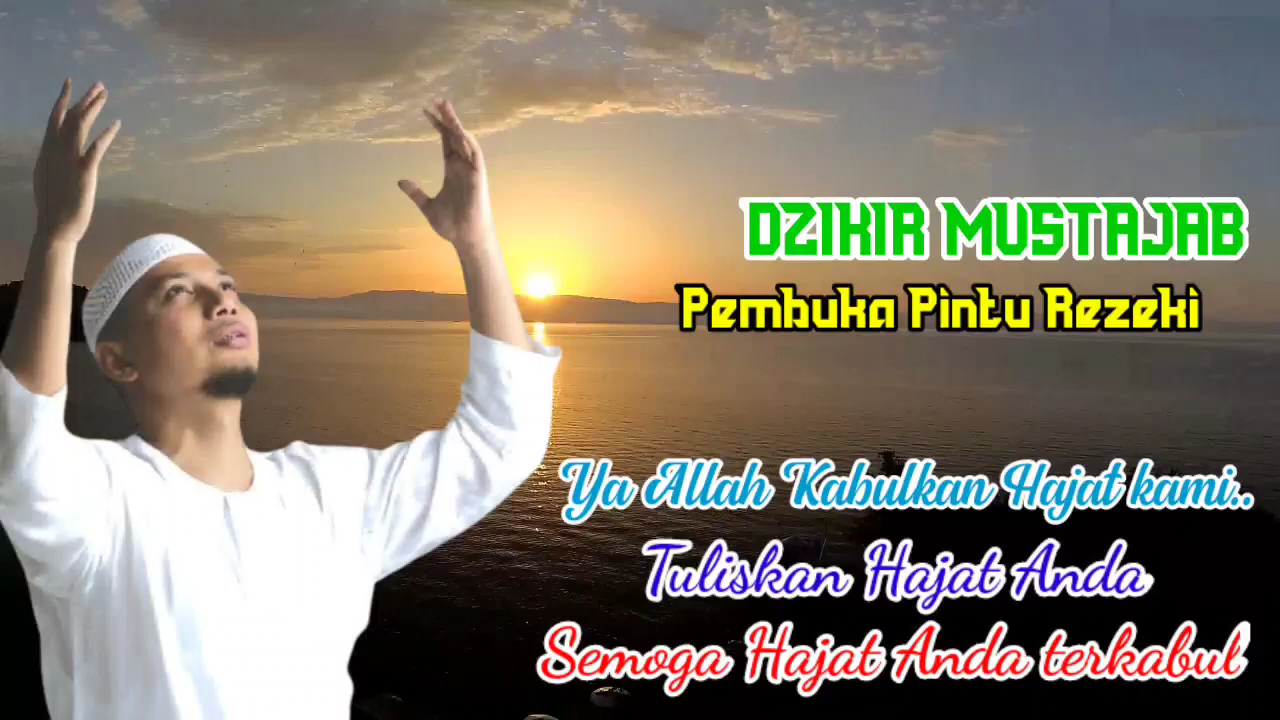 DZIKIR MUSTAJAB
Pembuka Pintu Rezeki
Ya Allah Kabulkan Hajat kami..
Tuliskan Hajat Anda
Semoga Hajat Anda terkabul